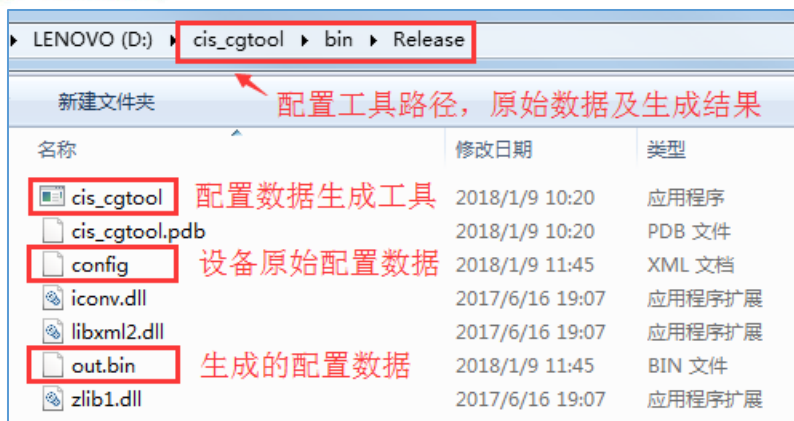 LENOVO (D:) cis_cgtool bin Release
新建文件夹 配置工具路径，原始数据及生成结果
名称 修改日期 类型
cis_cgtool 配置数据生成工具 2018/1/9 10:20 应用程序
cis_cgtool.pdb 2018/1/9 10:20 PDB 文件
config 设备原始配置数据 2018/1/9 11:45 XML 文档
iconv.dll 2017/6/16 19:07 应用程序扩展
libxml2.dll 2017/6/16 19:07 应用程序扩展
out.bin 生成的配置数据 2018/1/9 11:45 BIN 文件
zlib1.dll 2017/6/16 19:07 应用程序扩展